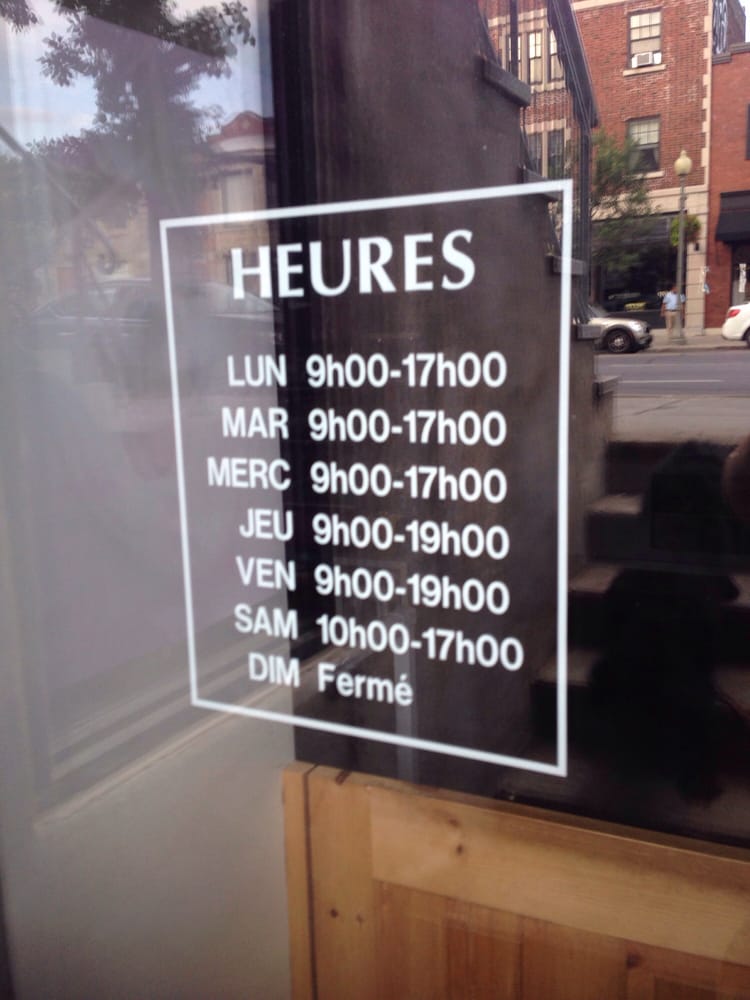 HEURES
LUN 9h00-17h00
MAR 9h00-17h00
MERC 9h00-17h00
JEU 9h00-19h00
VEN 9h00-19h00
SAM 10h00-17h00
DIM Fermé